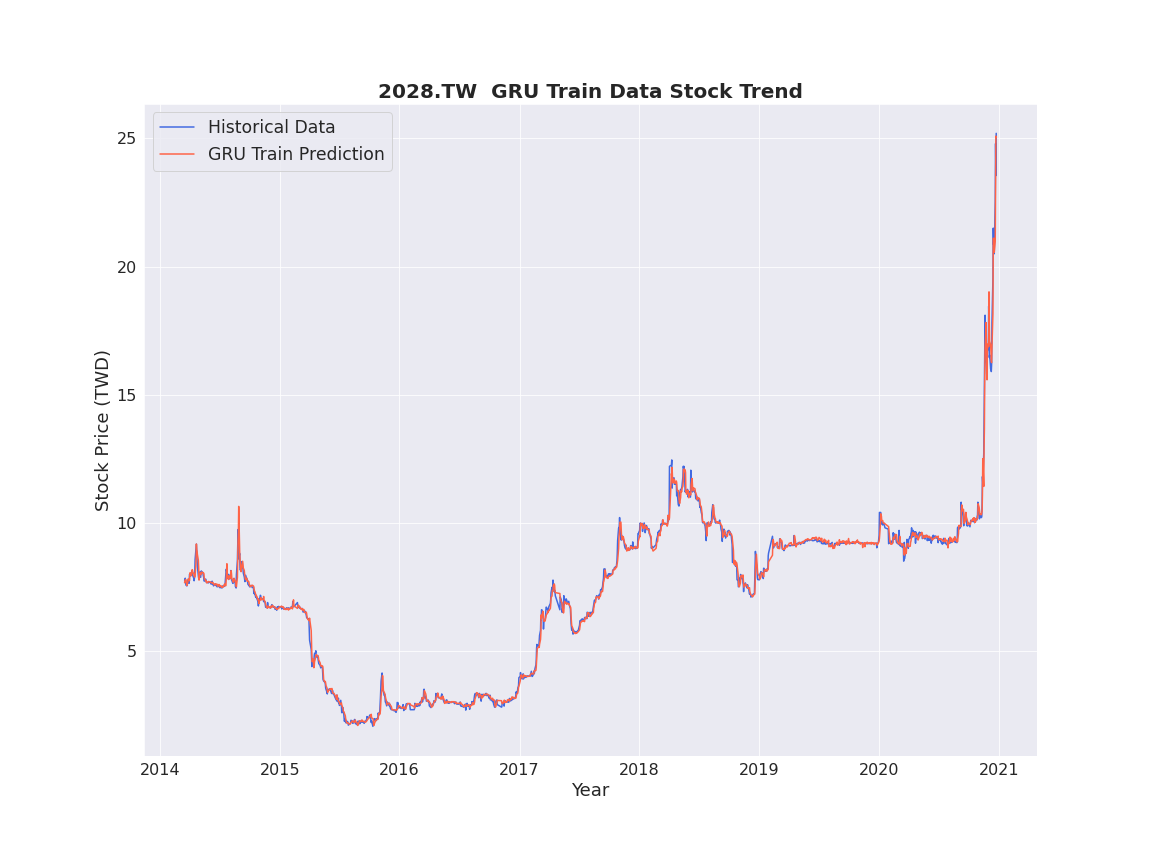 2028.TW  GRU Train Data Stock Trend
Historical Data
GRU Train Prediction
Stock Price (TWD)
25
20
15
10
5
2014 2015 2016 2017 2018 2019 2020 2021
Year